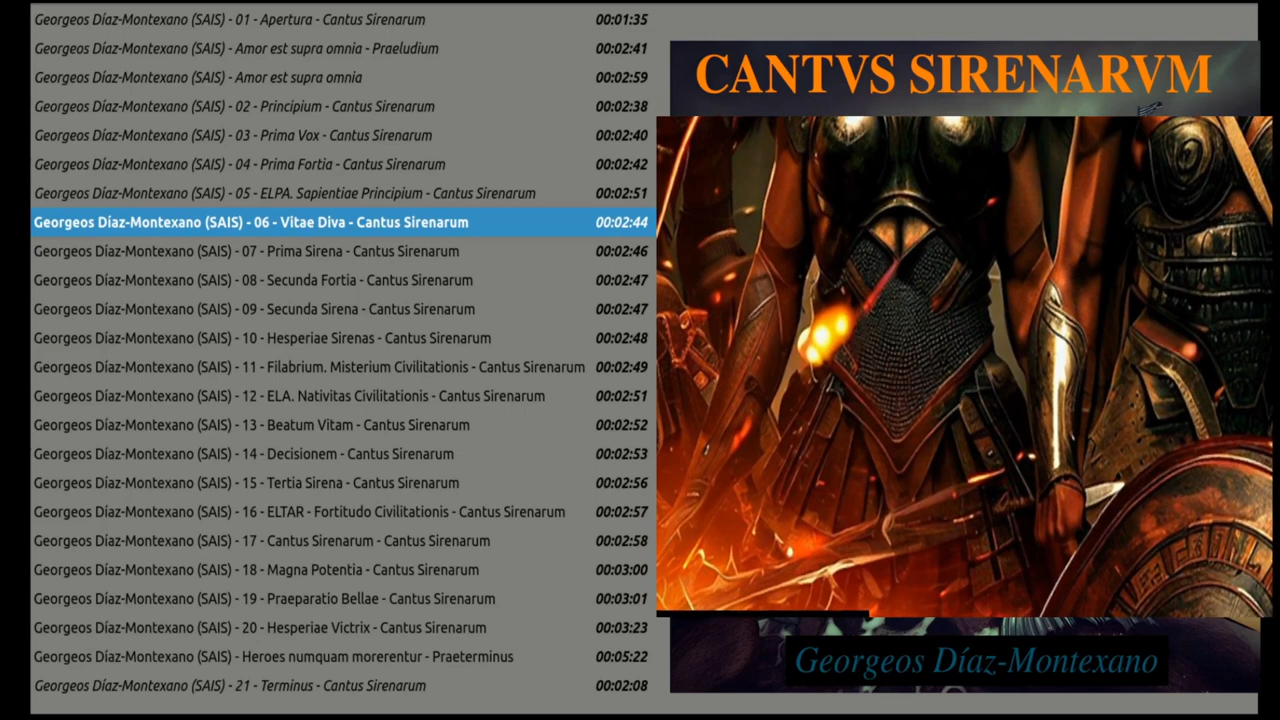 Georgeos Díaz-Montexano (SAIS) - 01 - Apertura - Cantus Sirenarum 00:01:35
Georgeos Díaz-Montexano (SAIS) - Amor est supra omnia - Praeludium 00:02:41
Georgeos Díaz-Montexano (SAIS) - Amor est supra omnia 00:02:59
Georgeos Díaz-Montexano (SAIS) - 02 - Principium - Cantus Sirenarum 00:02:38
Georgeos Díaz-Montexano (SAIS) - 03 - Prima Vox - Cantus Sirenarum 00:02:40
Georgeos Díaz-Montexano (SAIS) - 04 - Prima Fortia - Cantus Sirenarum 00:02:42
Georgeos Díaz-Montexano (SAIS) - 05 - ELPA. Sapientiae Principium - Cantus Sirenarum 00:02:51
Georgeos Díaz-Montexano (SAIS) - 06 - Vitae Diva - Cantus Sirenarum 00:02:44
Georgeos Díaz-Montexano (SAIS) - 07 - Prima Sirena - Cantus Sirenarum 00:02:46
Georgeos Díaz-Montexano (SAIS) - 08 - Secunda Fortia - Cantus Sirenarum 00:02:47
Georgeos Díaz-Montexano (SAIS) - 09 - Secunda Sirena - Cantus Sirenarum 00:02:47
Georgeos Díaz-Montexano (SAIS) - 10 - Hesperiae Sirenas - Cantus Sirenarum 00:02:48
Georgeos Díaz-Montexano (SAIS) - 11 - Filabrium. Misterium Civilitationis - Cantus Sirenarum 00:02:49
Georgeos Díaz-Montexano (SAIS) - 12 - ELA. Nativitas Civilitationis - Cantus Sirenarum 00:02:51
Georgeos Díaz-Montexano (SAIS) - 13 - Beatum Vitam - Cantus Sirenarum 00:02:52
Georgeos Díaz-Montexano (SAIS) - 14 - Decisionem - Cantus Sirenarum 00:02:53
Georgeos Díaz-Montexano (SAIS) - 15 - Tertia Sirena - Cantus Sirenarum 00:02:56
Georgeos Díaz-Montexano (SAIS) - 16 - ELTAR - Fortitudo Civilitationis - Cantus Sirenarum 00:02:57
Georgeos Díaz-Montexano (SAIS) - 17 - Cantus Sirenarum - Cantus Sirenarum 00:02:58
Georgeos Díaz-Montexano (SAIS) - 18 - Magna Potentia - Cantus Sirenarum 00:03:00
Georgeos Díaz-Montexano (SAIS) - 19 - Praeparatio Bellae - Cantus Sirenarum 00:03:01
Georgeos Díaz-Montexano (SAIS) - 20 - Hesperiae Victrix - Cantus Sirenarum 00:03:23
Georgeos Díaz-Montexano (SAIS) - Heroes numquam morerentur - Praeterminus 00:05:22
Georgeos Díaz-Montexano (SAIS) - 21 - Terminus - Cantus Sirenarum 00:02:08
CANTVS SIRENARVM
Georgeos Díaz-Montexano